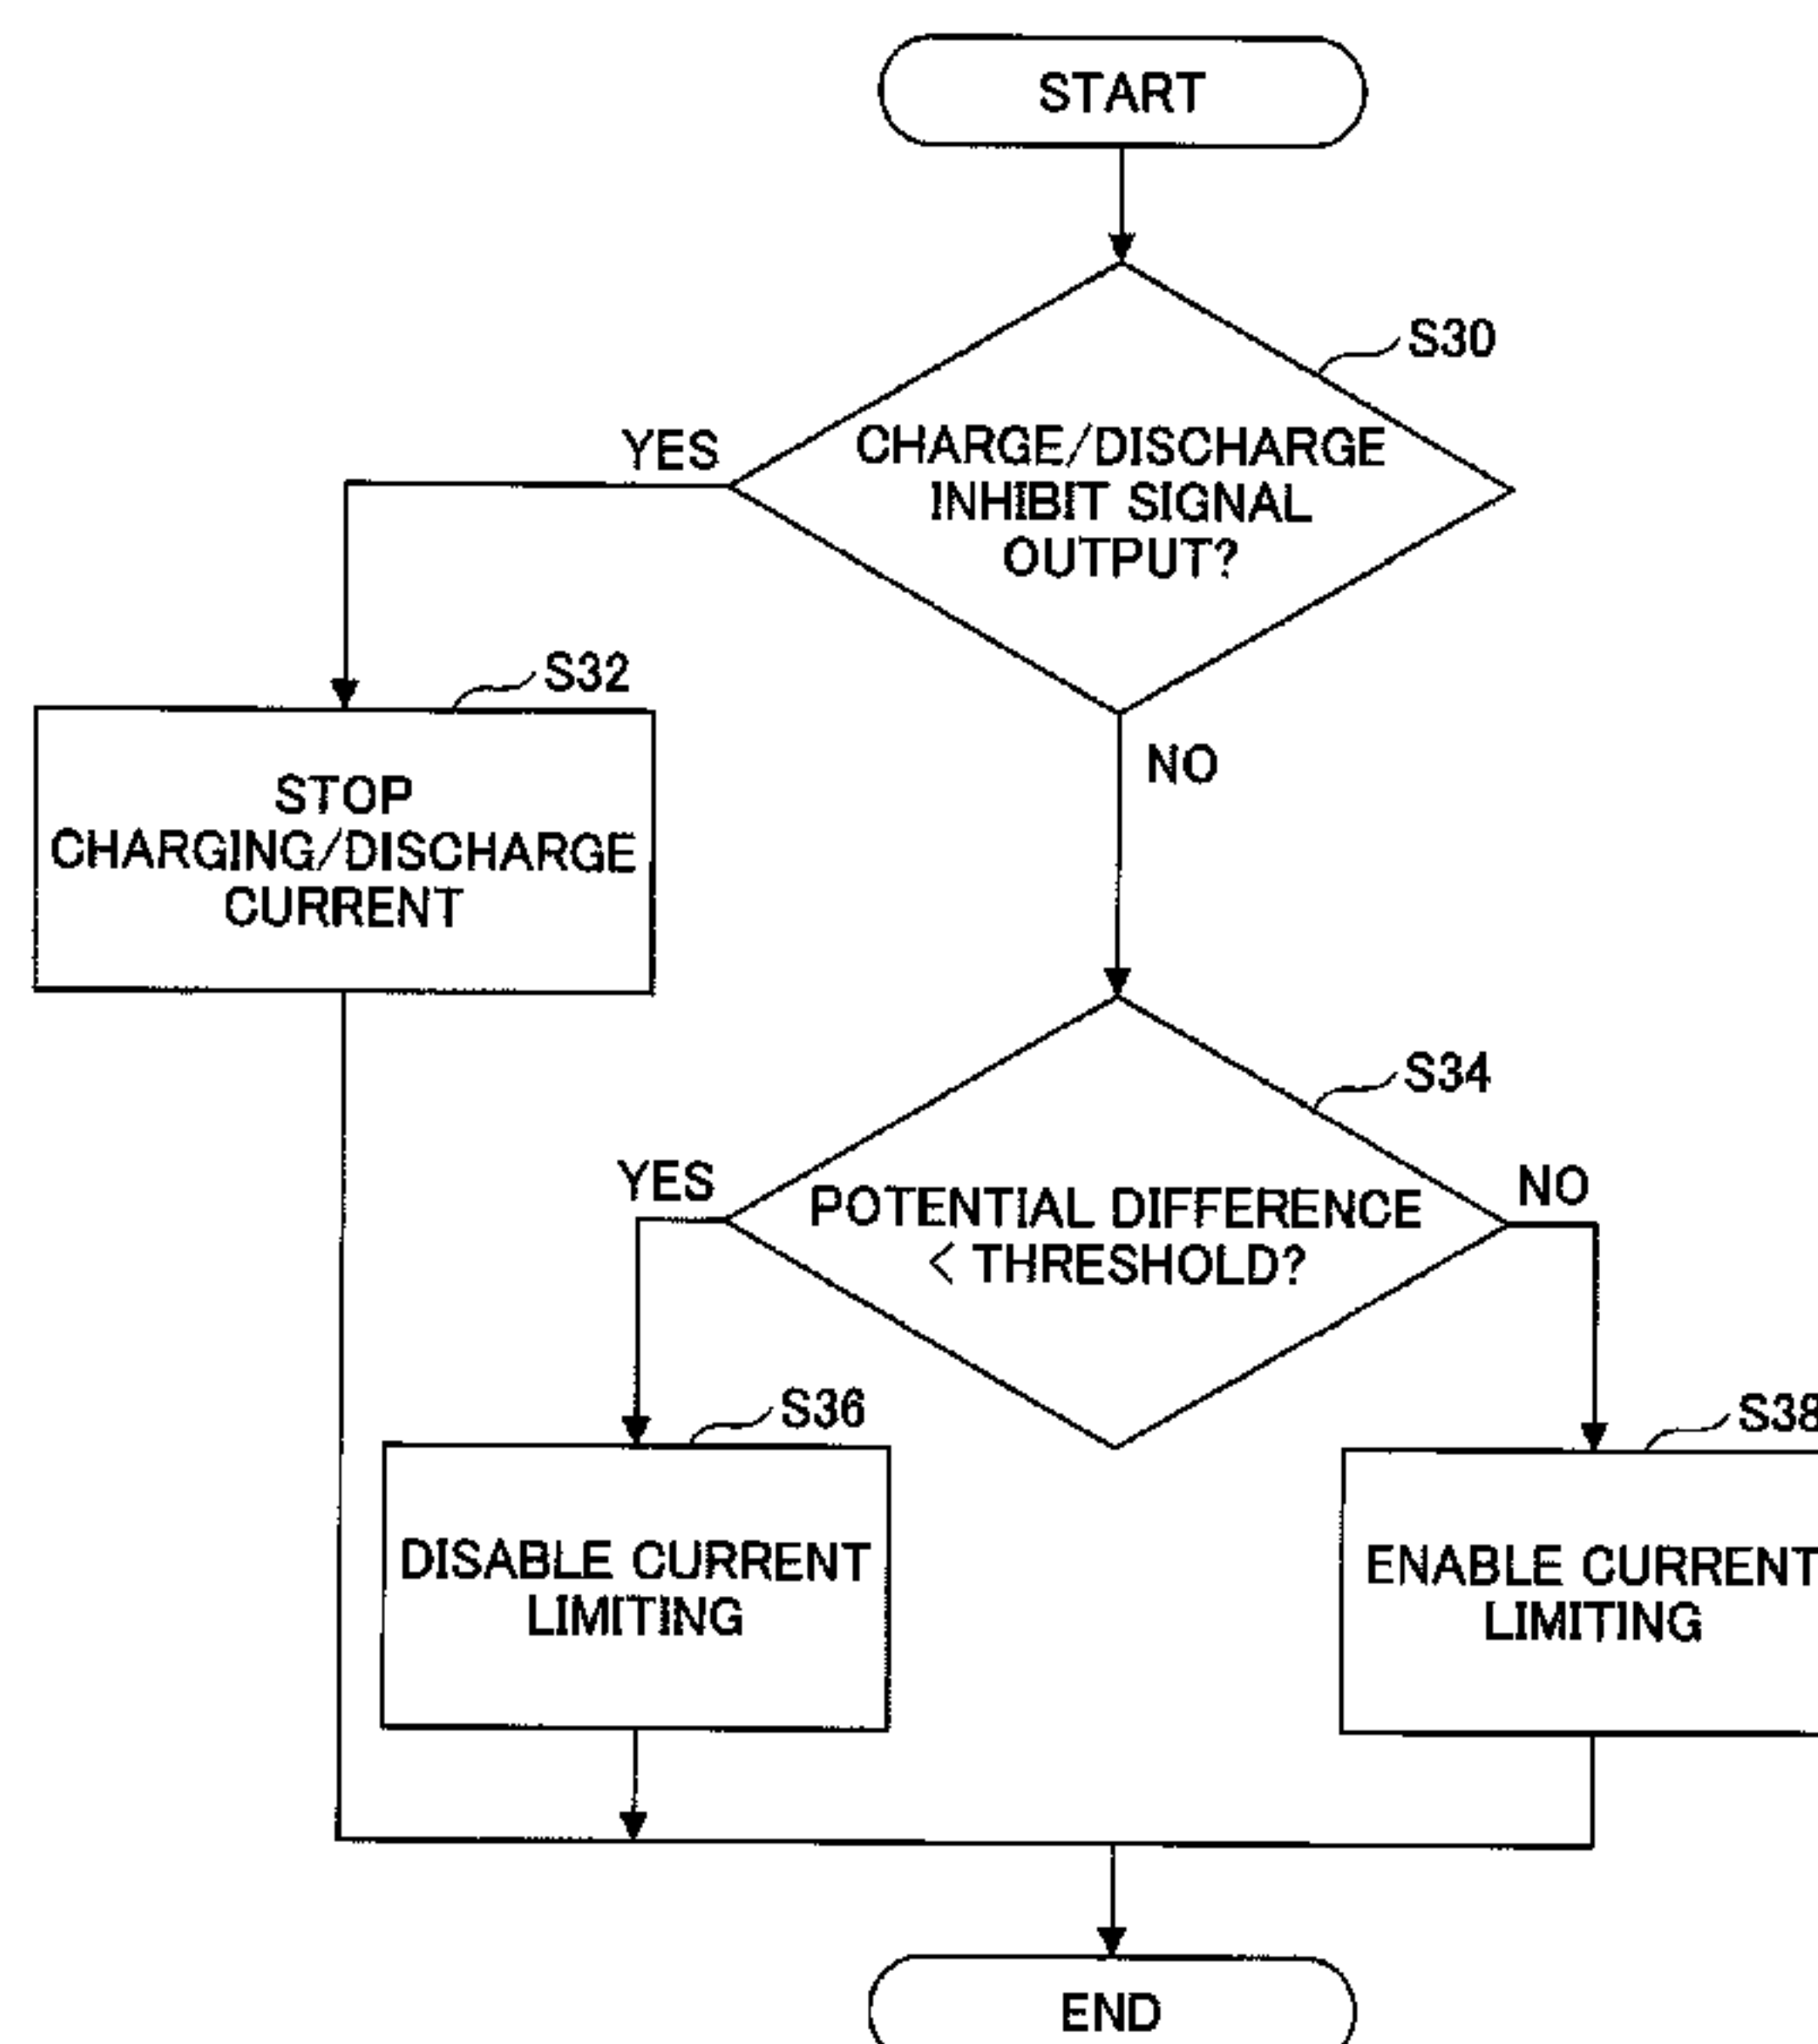 START
S30
YES
CHARGE/DISCHARGE
INHIBIT SIGNAL
OUTPUT?
S32
NO
STOP
CHARGING/DISCHARGE
CURRENT
S34
YES
NO
POTENTIAL DIFFERENCE
< THRESHOLD?
S36
S38
DISABLE CURRENT
LIMITING
ENABLE CURRENT
LIMITING
END